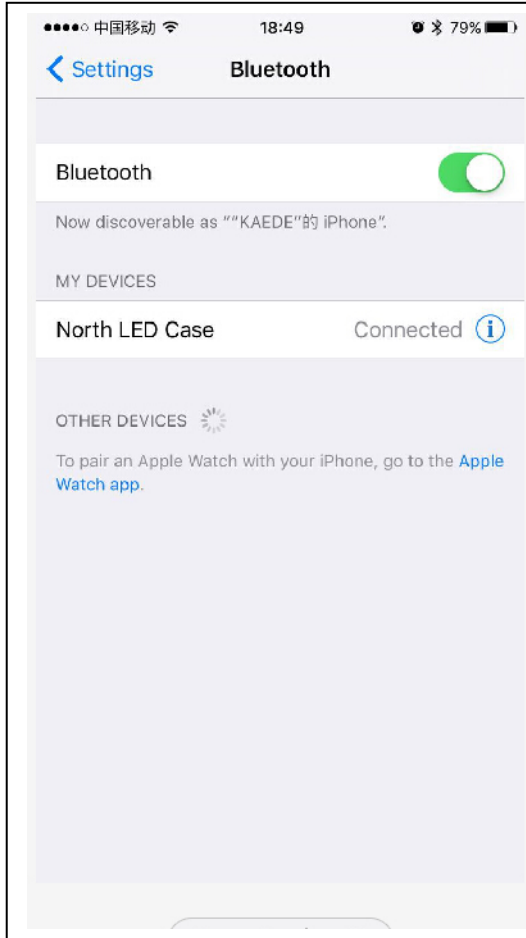 中国移动 18:49 79%
Settings Bluetooth
Bluetooth
Now discoverable as ““KAEDE”的 iPhone”.
MY DEVICES
North LED Case Connected
OTHER DEVICES
To pair an Apple Watch with your iPhone, go to the Apple
Watch app.